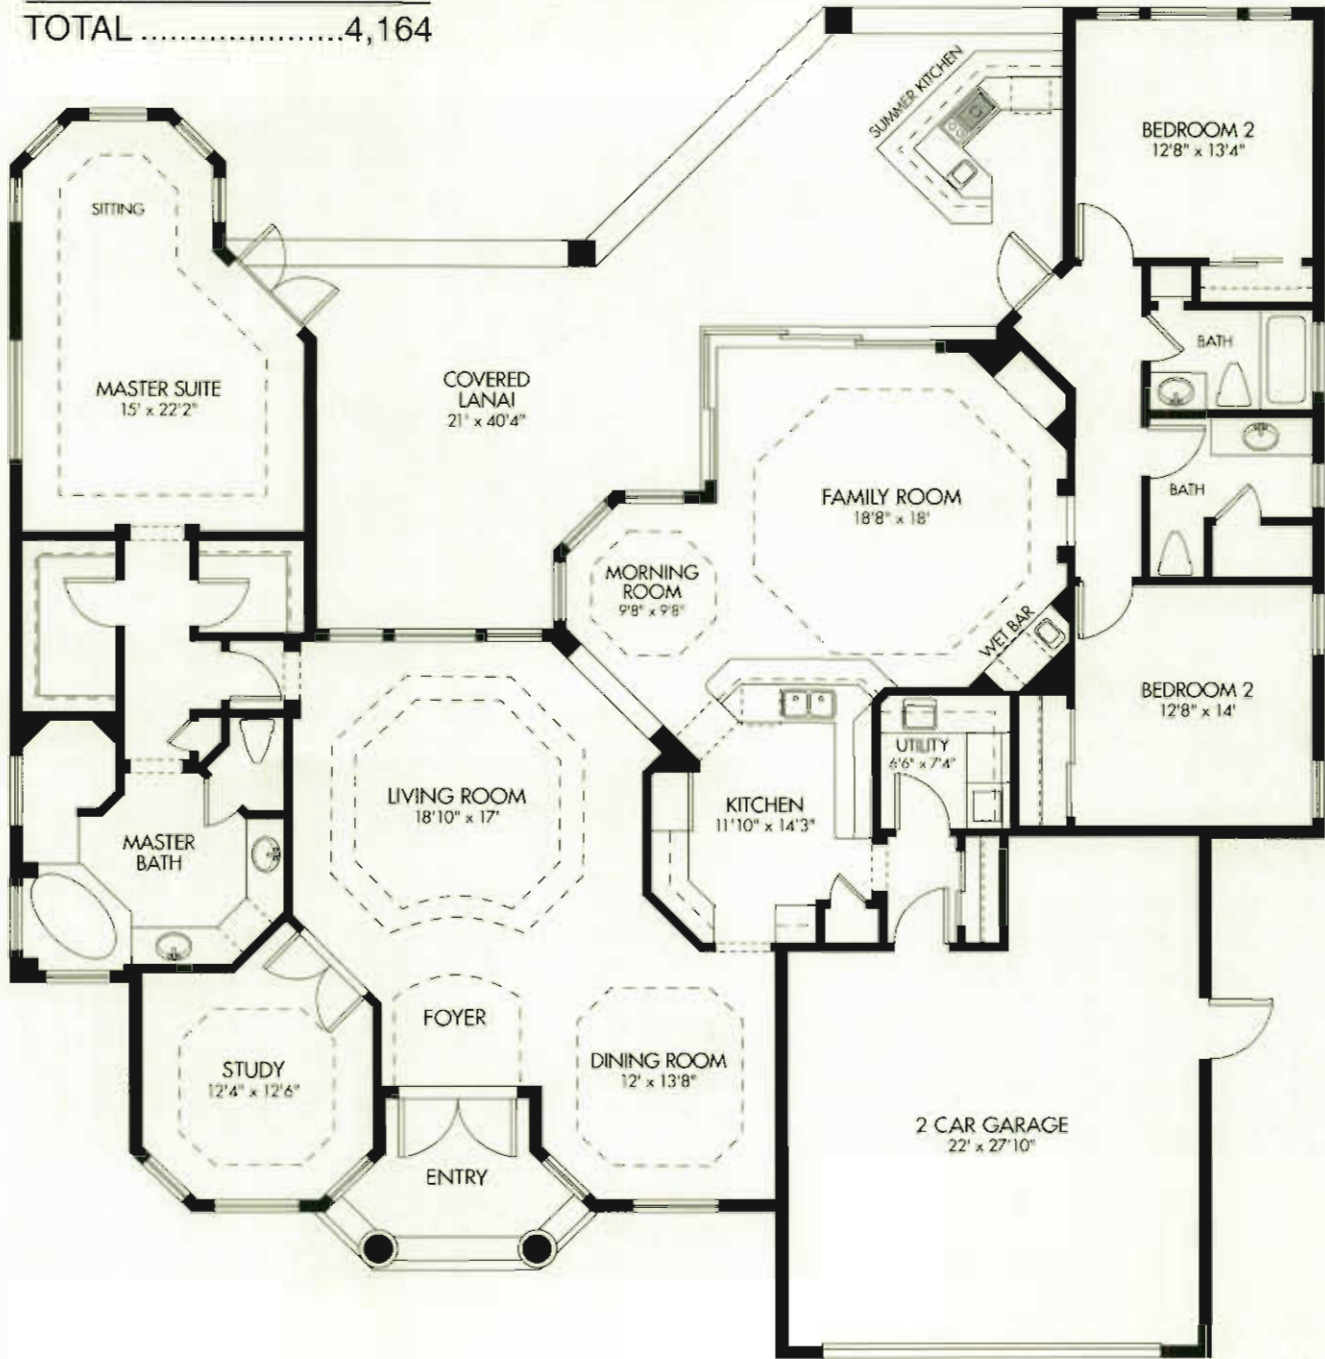 TOTAL .....................4,164
SUMMER KITCHEN
BEDROOM 2
12'8" x 13'4"
SITTING
BATH
MASTER SUITE
15' x 22'2"
COVERED
LANAI
21' x 40'4"
FAMILY ROOM
18'8" x 18'
BATH
MORNING
ROOM
9'8" x 9'8"
WET BAR
BEDROOM 2
12'8" x 14'
UTILITY
6'6" x 7'4"
LIVING ROOM
18'10" x 17'
KITCHEN
11'10" x 14'3"
MASTER
BATH
FOYER
STUDY
12'4" x 12'6"
DINING ROOM
12' x 13'8"
2 CAR GARAGE
22' x 27'10"
ENTRY